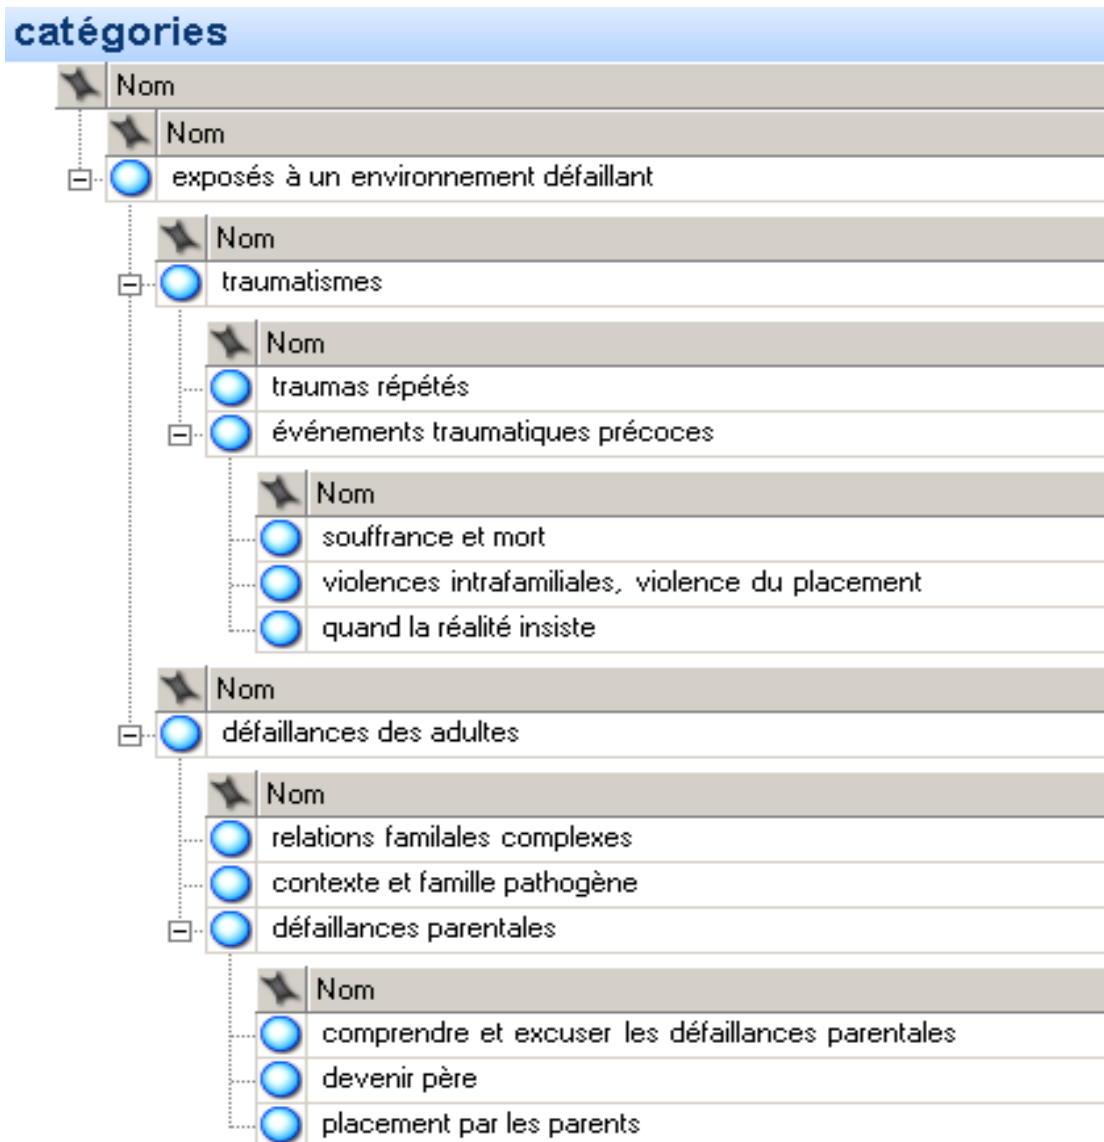 catégories
Nom
Nom
exposés à un environnement défaillant
Nom
traumatismes
Nom
traumas répétés
événements traumatiques précoces
Nom
souffrance et mort
violences intrafamiliales, violence du placement
quand la réalité insiste
Nom
défaillances des adultes
Nom
relations familales complexes
contexte et famille pathogène
défaillances parentales
Nom
comprendre et excuser les défaillances parentales
devenir père
placement par les parents